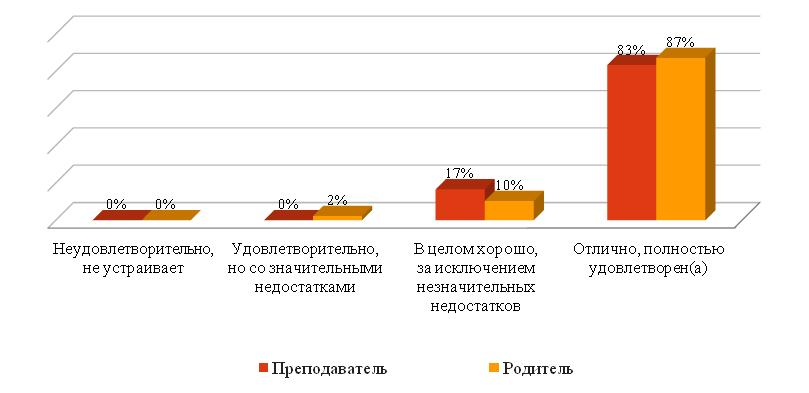 83%
87%
17%
10%
0%
0%
0%
2%
Неудовлетворительно,
не устраивает
Удовлетворительно,
но со значительными
недостатками
В целом хорошо,
за исключением
незначительных
недостатков
Отлично, полностью
удовлетворен(а)
Преподаватель
Родитель